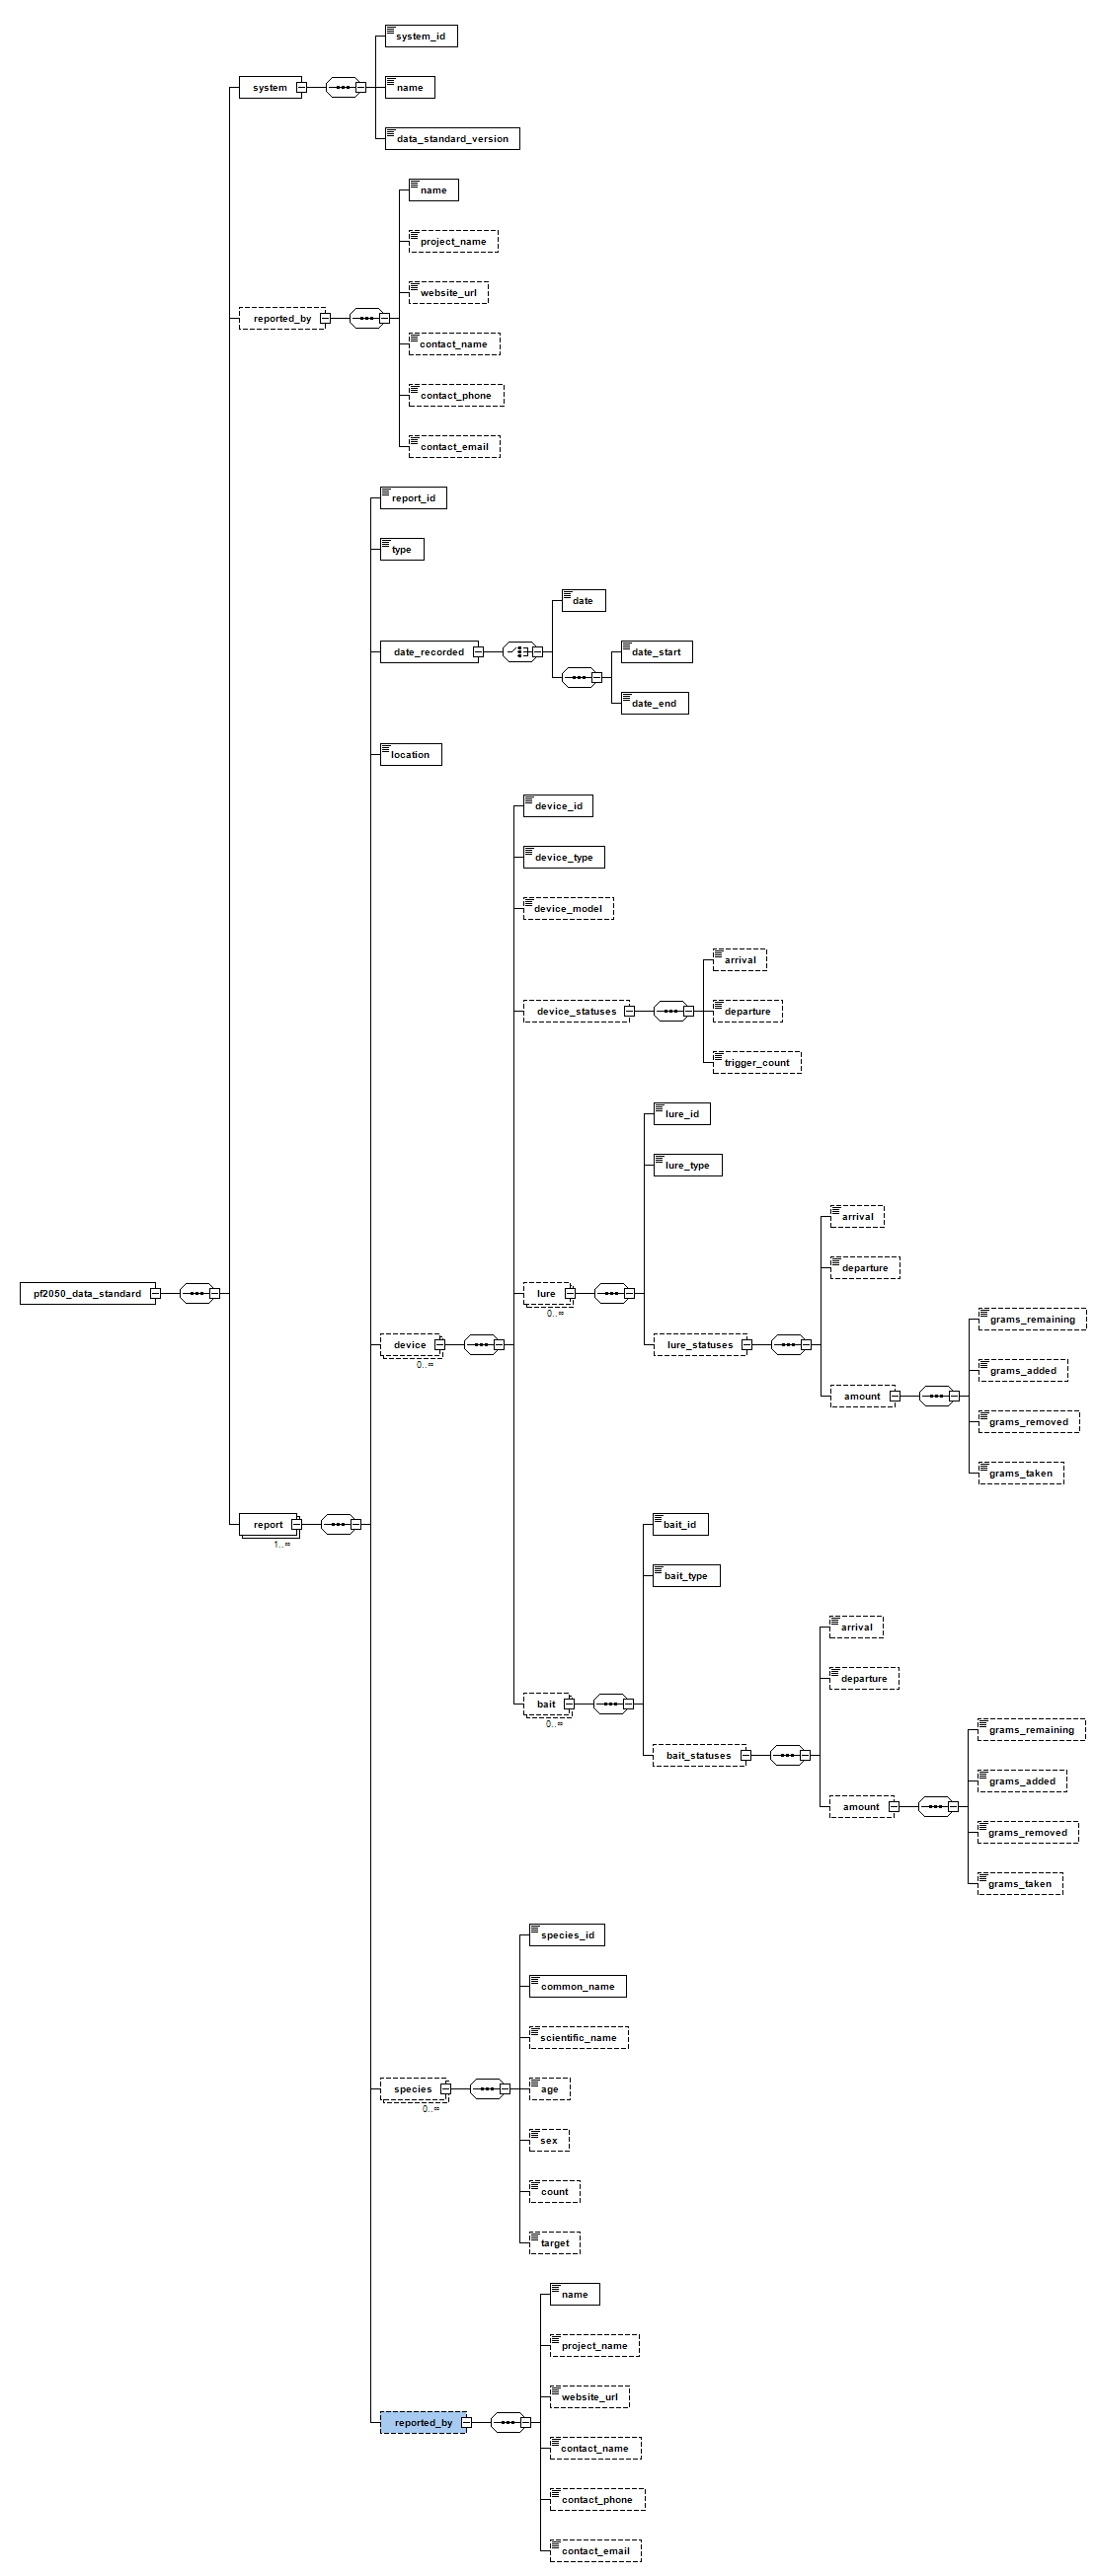 system_id
system
name
data_standard_version
name
project_name
website_url
reported_by
contact_name
contact_phone
contact_email
report_id
type
date
date_recorded
date_start
date_end
location
device_id
device_type
device_model
arrival
device_statuses
departure
trigger_count
lure_id
lure_type
arrival
departure
pf2050_data_standard
lure
0..∞
grams_remaining
device
0..∞
lure_statuses
grams_added
amount
grams_removed
grams_taken
report
1..∞
bait_id
bait_type
arrival
departure
bait
0..∞
grams_remaining
bait_statuses
grams_added
amount
grams_removed
grams_taken
species_id
common_name
scientific_name
species
0..∞
age
sex
count
target
name
project_name
website_url
reported_by
contact_name
contact_phone
contact_email